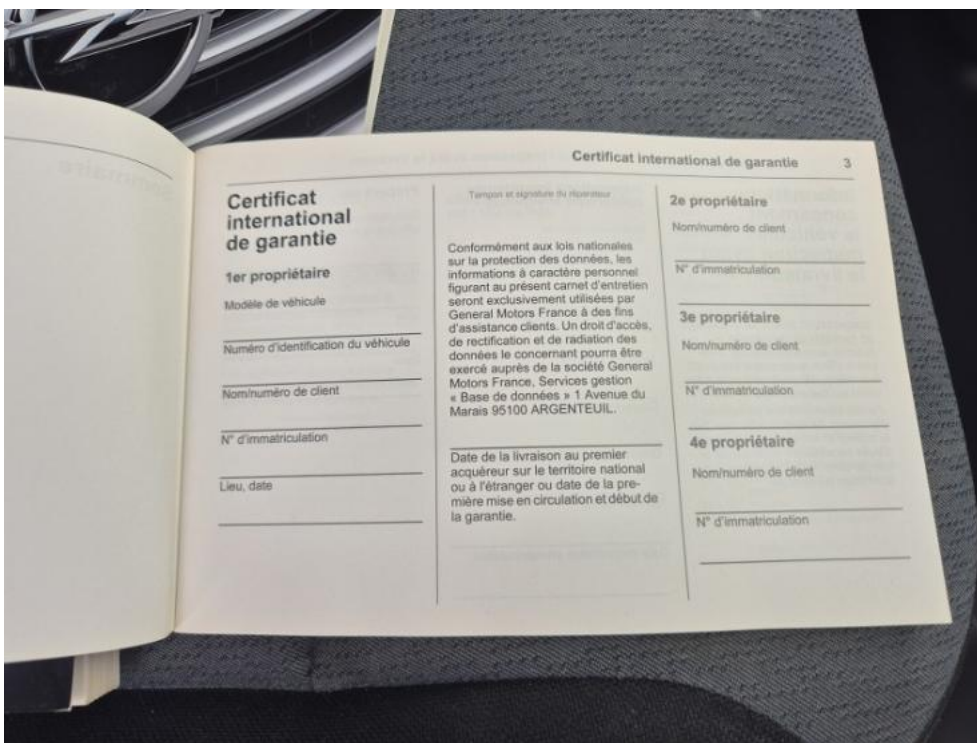 Certificat international de garantie 3
Certificat
international
de garantie
1er propriétaire
Modèle de véhicule
Numéro d'identification du véhicule
Nom/numéro de client
N° d'immatriculation
Lieu, date
Tampon et signature du réparateur
Conformément aux lois nationales
sur la protection des données, les
informations à caractère personnel
figurant au présent carnet d'entretien
seront exclusivement utilisées par
General Motors France à des fins
d'assistance clients. Un droit d'accès,
de rectification et de radiation des
données le concernant pourra être
exercé auprès de la société General
Motors France, Services gestion
« Base de données » 1 Avenue du
Marais 95100 ARGENTEUIL.
Date de la livraison au premier
acquéreur sur le territoire national
ou à l'étranger ou date de la pre-
mière mise en circulation et début de
la garantie.
2e propriétaire
Nom/numéro de client
N° d'immatriculation
3e propriétaire
Nom/numéro de client
N° d'immatriculation
4e propriétaire
Nom/numéro de client
N° d'immatriculation